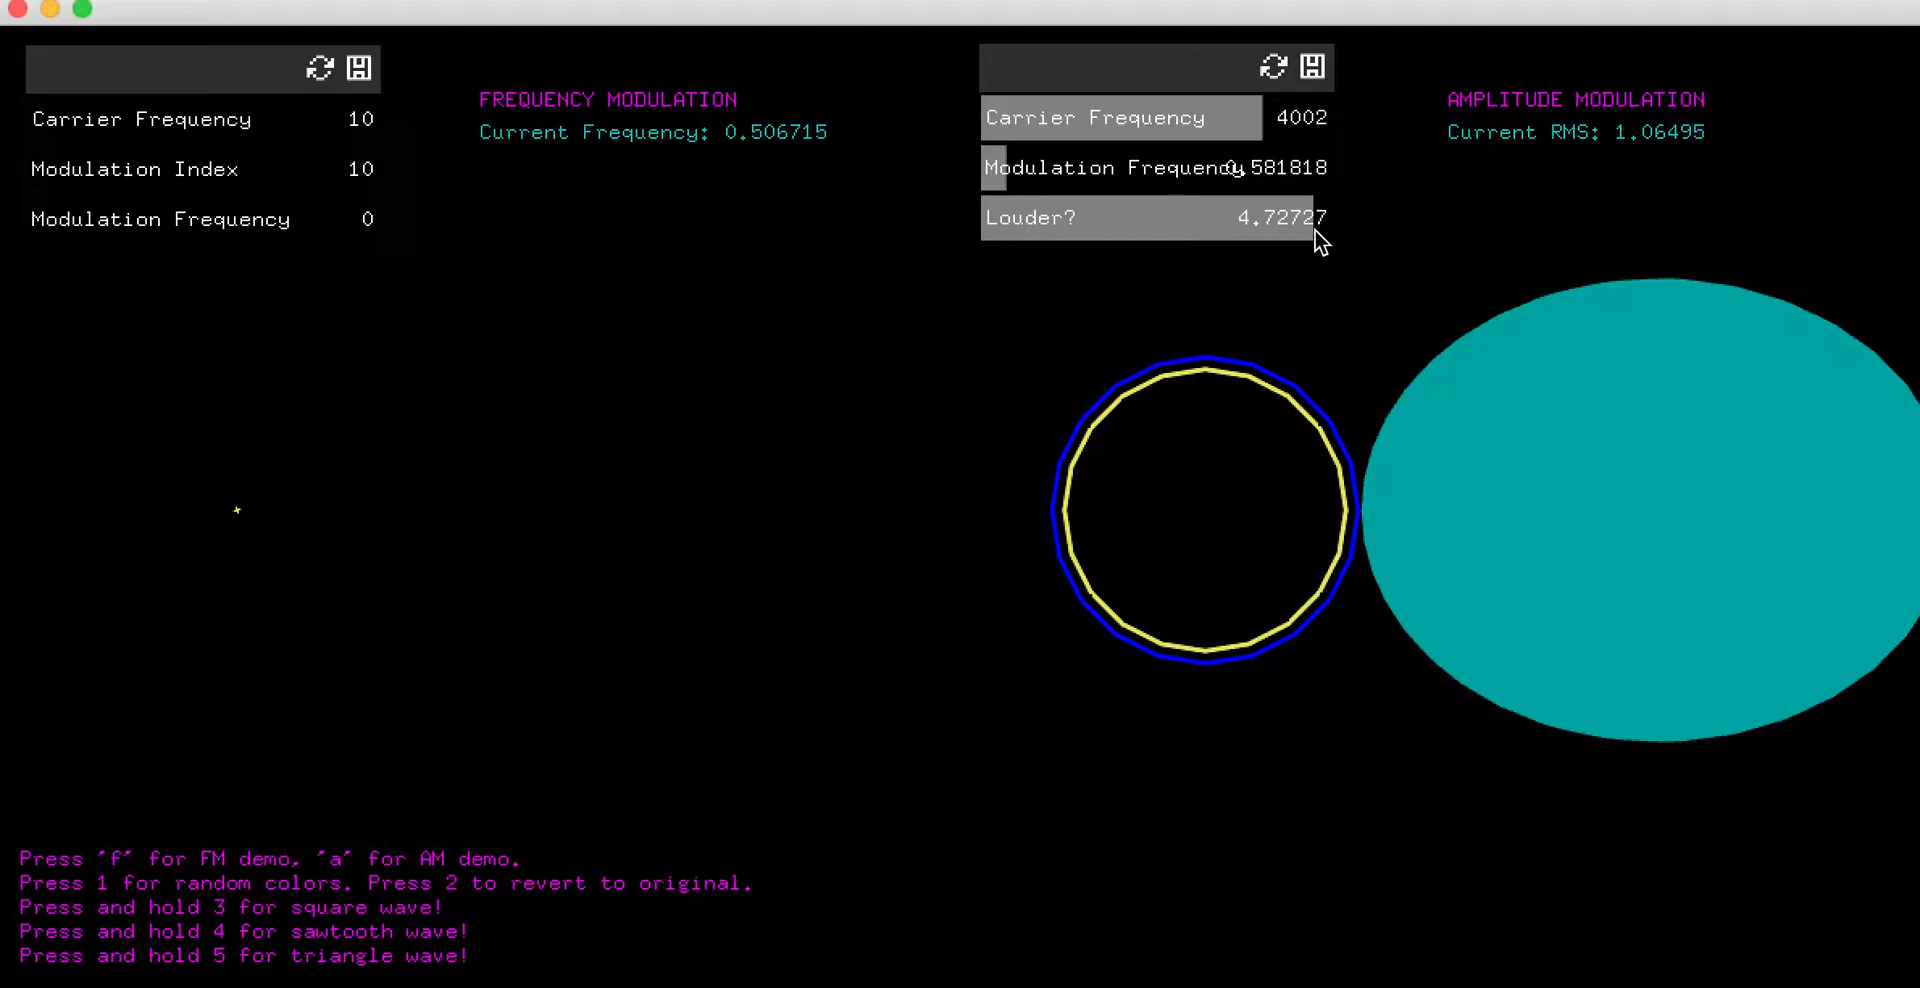 Carrier Frequency 10
Modulation Index 10
Modulation Frequency 0
FREQUENCY MODULATION
Current Frequency: 0.506715
Carrier Frequency 4002
Modulation Frequency 0.581818
Louder? 4.72727
AMPLITUDE MODULATION
Current RMS: 1.06495
Press 'f' for FM demo, 'a' for AM demo.
Press 1 for random colors. Press 2 to revert to original.
Press and hold 3 for square wave!
Press and hold 4 for sawtooth wave!
Press and hold 5 for triangle wave!